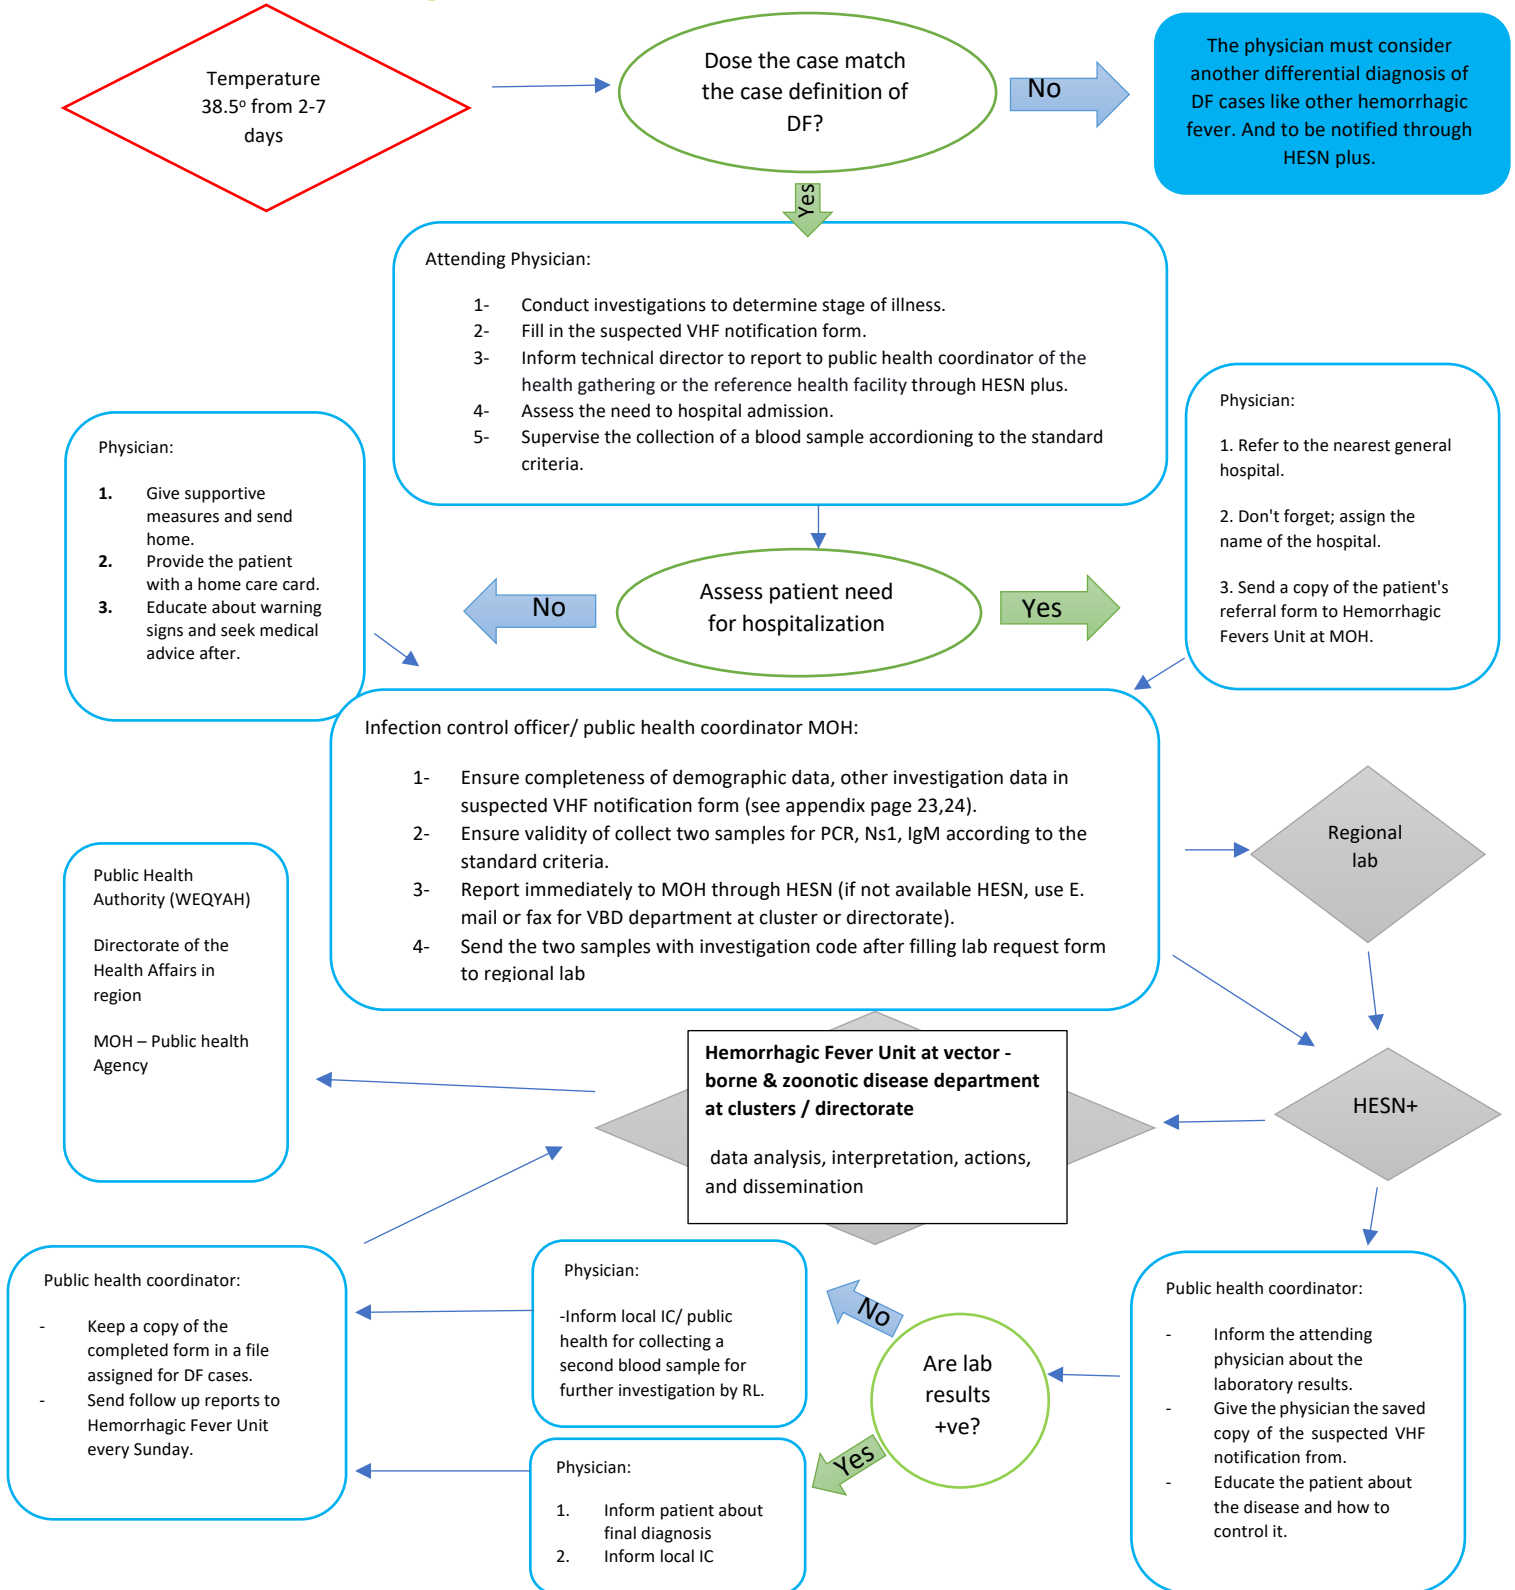 Temperature
38.5º from 2-7
days
Dose the case match
the case definition of
DF?
No
The physician must consider
another differential diagnosis of
DF cases like other hemorrhagic
fever. And to be notified through
HESN plus.
Yes
Attending Physician:
1- Conduct investigations to determine stage of illness.
2- Fill in the suspected VHF notification form.
3- Inform technical director to report to public health coordinator of the
health gathering or the reference health facility through HESN plus.
4- Assess the need to hospital admission.
5- Supervise the collection of a blood sample accordioning to the standard
criteria.
Physician:
1. Give supportive
measures and send
home.
2. Provide the patient
with a home care card.
3. Educate about warning
signs and seek medical
advice after.
No
Assess patient need
for hospitalization
Yes
Physician:
1. Refer to the nearest general
hospital.
2. Don't forget; assign the
name of the hospital.
3. Send a copy of the patient's
referral form to Hemorrhagic
Fevers Unit at MOH.
Infection control officer/ public health coordinator MOH:
1- Ensure completeness of demographic data, other investigation data in
suspected VHF notification form (see appendix page 23,24).
2- Ensure validity of collect two samples for PCR, Ns1, IgM according to the
standard criteria.
3- Report immediately to MOH through HESN (if not available HESN, use E.
mail or fax for VBD department at cluster or directorate).
4- Send the two samples with investigation code after filling lab request form
to regional lab
Regional
lab
Public Health
Authority (WEQYAH)
Directorate of the
Health Affairs in
region
MOH – Public health
Agency
Hemorrhagic Fever Unit at vector -
borne & zoonotic disease department
at clusters / directorate
data analysis, interpretation, actions,
and dissemination
HESN+
Public health coordinator:
- Keep a copy of the
completed form in a file
assigned for DF cases.
- Send follow up reports to
Hemorrhagic Fever Unit
every Sunday.
Physician:
-Inform local IC/ public
health for collecting a
second blood sample for
further investigation by RL.
No
Are lab
results
+ve?
Yes
Physician:
1. Inform patient about
final diagnosis
2. Inform local IC
Public health coordinator:
- Inform the attending
physician about the
laboratory results.
- Give the physician the saved
copy of the suspected VHF
notification from.
- Educate the patient about
the disease and how to
control it.